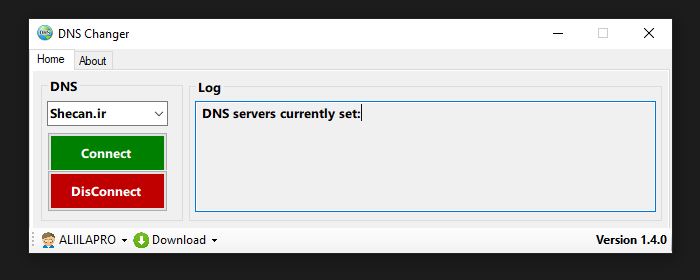 DNS Changer
Home About
DNS
Shecan.ir
Connect
DisConnect
Log
DNS servers currently set:
ALIILAPRO Download Version 1.4.0